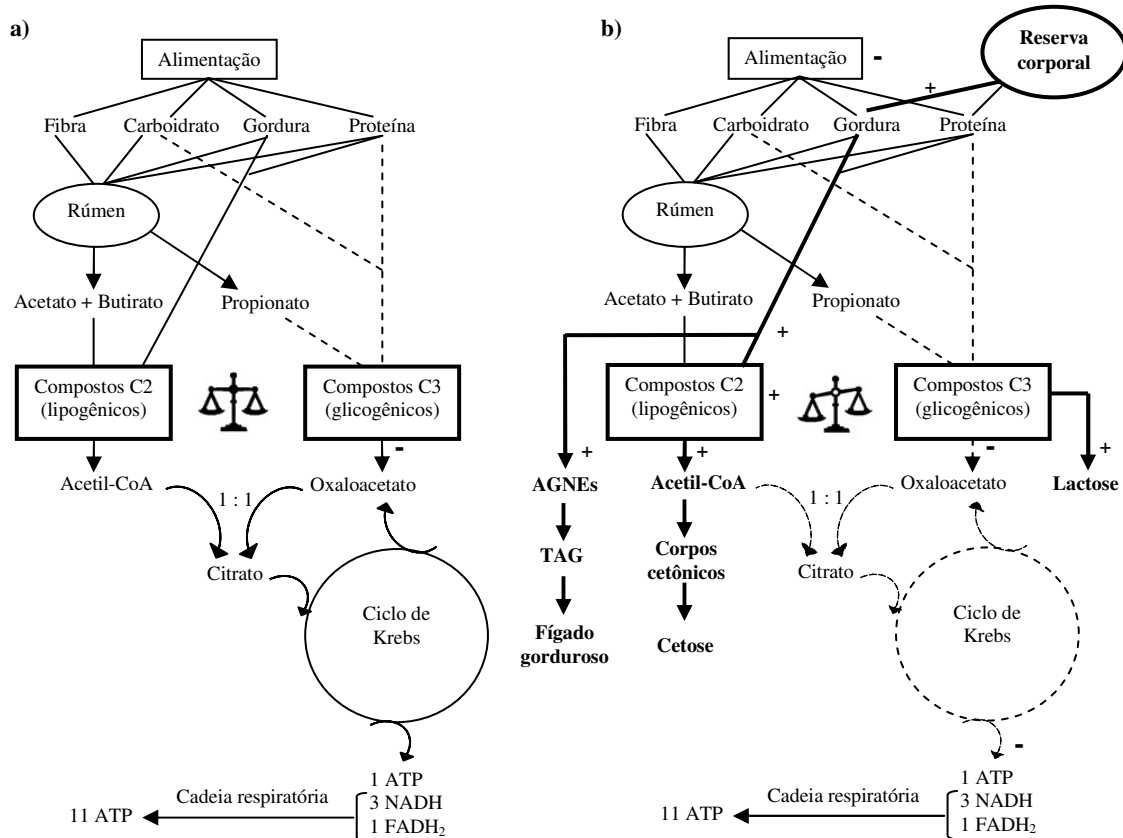 a)
Alimentação
Fibra Carboidrato Gordura Proteína
Rúmen
Acetato + Butirato
Propionato
Compostos C2
(lipogênicos)
Compostos C3
(glicogênicos)
-
Acetil-CoA
1 : 1
Oxaloacetato
Citrato
Ciclo de
Krebs
1 ATP
3 NADH
1 FADH₂
Cadeia respiratória
11 ATP
b)
Alimentação
-
Reserva
corporal
+
Fibra Carboidrato Gordura Proteína
Rúmen
Acetato + Butirato
Propionato
+
Compostos C2
(lipogênicos)
+
Compostos C3
(glicogênicos)
+
+
-
+
AGNEs
Acetil-CoA
1 : 1
Oxaloacetato
Lactose
TAG
Corpos
cetônicos
Citrato
Fígado
gorduroso
Cetose
Ciclo de
Krebs
-
1 ATP
3 NADH
1 FADH₂
Cadeia respiratória
11 ATP